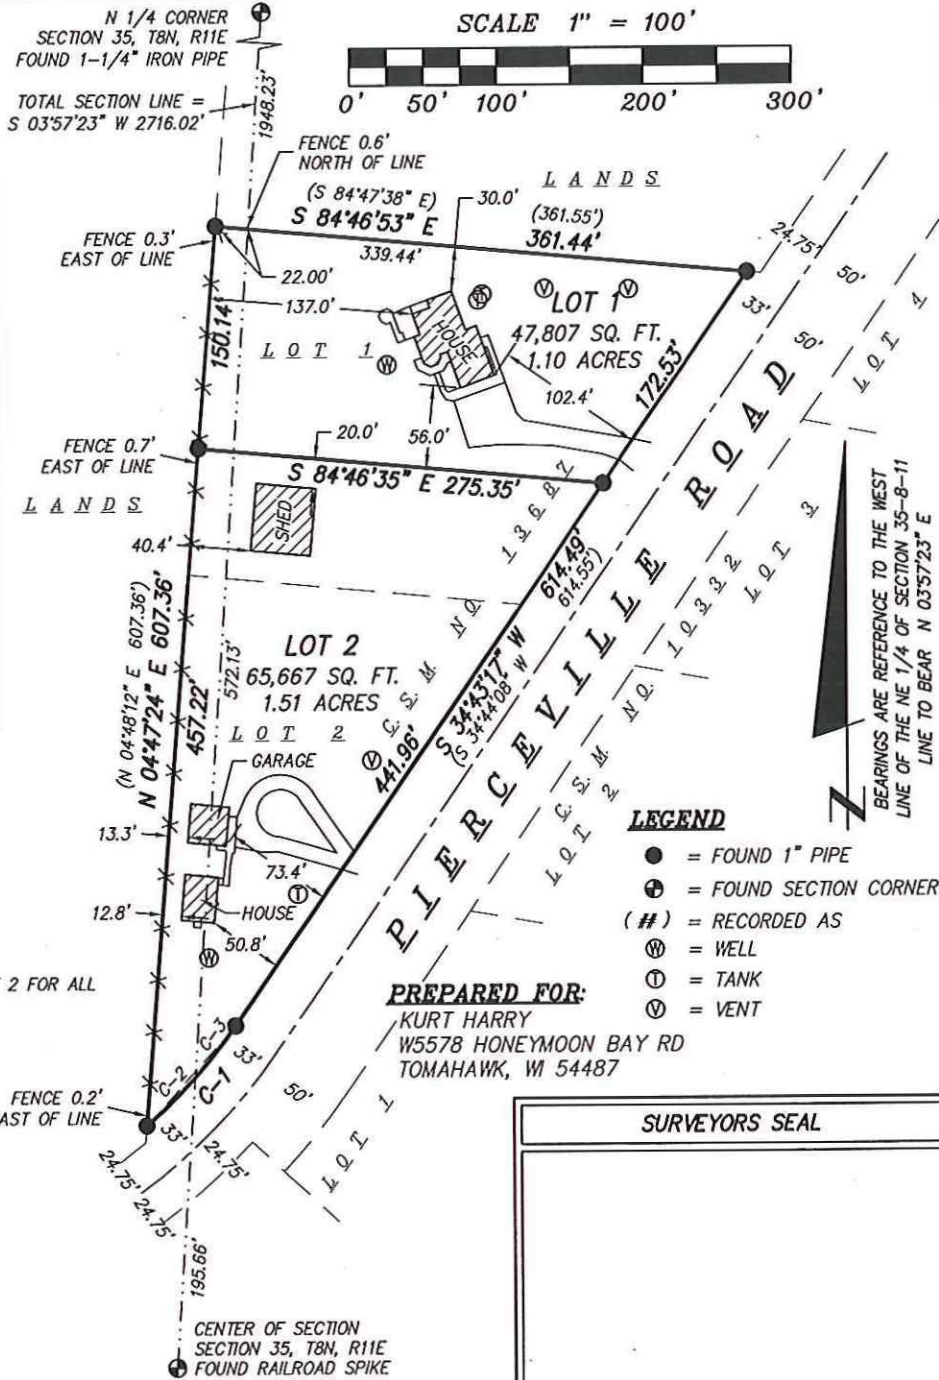 N 1/4 CORNER
SECTION 35, T8N, R11E
FOUND 1-1/4" IRON PIPE
TOTAL SECTION LINE =
S 03°57'23" W 2716.02'
1948.23'
SCALE 1" = 100'
0' 50' 100' 200' 300'
FENCE 0.6'
NORTH OF LINE
(S 84°47'38" E)
S 84°46'53" E
339.44'
30.0'
LANDS
(361.55')
361.44'
24.75'
50'
33'
50'
FENCE 0.3'
EAST OF LINE
22.00'
137.0'
150.14'
LOT 1
HOUSE
LOT 1
47,807 SQ. FT.
1.10 ACRES
V
V
T
W
102.4'
172.53'
LOT 4
FENCE 0.7'
EAST OF LINE
20.0'
56.0'
S 84°46'35" E 275.35'
LANDS
SHED
40.4'
C.S.M. NO. 13687
614.49'
614.55')
S 34°43'17" W
(S 34°44'08" W
441.96'
PIERCEVILLE ROAD
C.S.M. NO. 10332
LOT 3
LOT 2
BEARINGS ARE REFERENCE TO THE WEST
LINE OF THE NE 1/4 OF SECTION 35-8-11
LINE TO BEAR N 03°57'23" E
N
LOT 2
65,667 SQ. FT.
1.51 ACRES
LOT 2
(N 04°48'12" E 607.36')
N 04°47'24" E 607.36'
457.22'
572.13'
V
GARAGE
13.3'
73.4'
T
12.8'
HOUSE
50.8'
W
2 FOR ALL
LEGEND
= FOUND 1" PIPE
= FOUND SECTION CORNER
(#) = RECORDED AS
W = WELL
T = TANK
V = VENT
PREPARED FOR:
KURT HARRY
W5578 HONEYMOON BAY RD
TOMAHAWK, WI 54487
C-3
C-2
C-1
33'
50'
LOT 1
FENCE 0.2'
AST OF LINE
33'
24.75'
24.75'
24.75'
195.66'
CENTER OF SECTION
SECTION 35, T8N, R11E
FOUND RAILROAD SPIKE
SURVEYORS SEAL